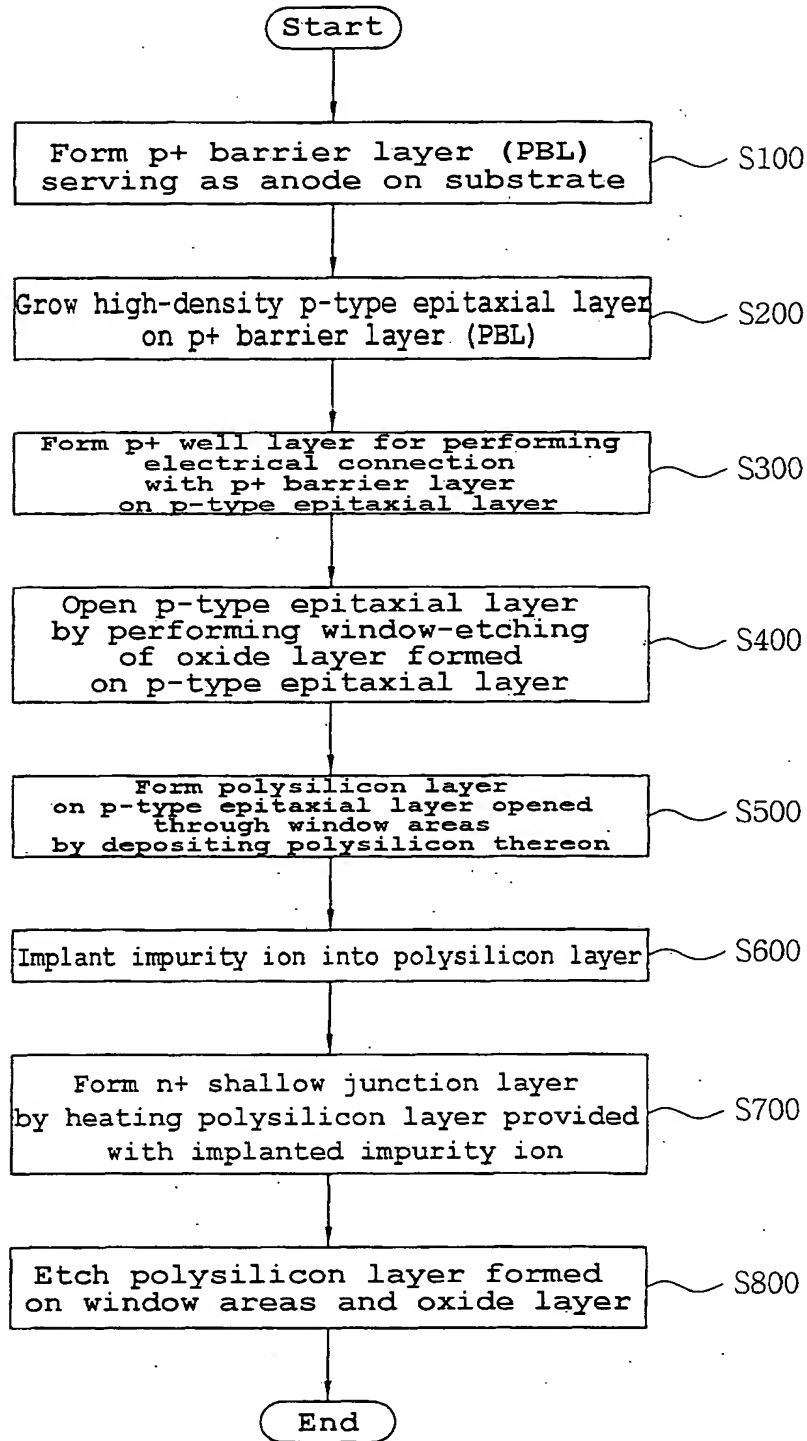 Start
Form p+ barrier layer (PBL)
serving as anode on substrate
S100
Grow high-density p-type epitaxial layer
on p+ barrier layer (PBL)
S200
Form p+ well layer for performing
electrical connection
with p+ barrier layer
on p-type epitaxial layer
S300
Open p-type epitaxial layer
by performing window-etching
of oxide layer formed
on p-type epitaxial layer
S400
Form polysilicon layer
on p-type epitaxial layer opened
through window areas
by depositing polysilicon thereon
S500
Implant impurity ion into polysilicon layer
S600
Form n+ shallow junction layer
by heating polysilicon layer provided
with implanted impurity ion
S700
Etch polysilicon layer formed
on window areas and oxide layer
S800
End